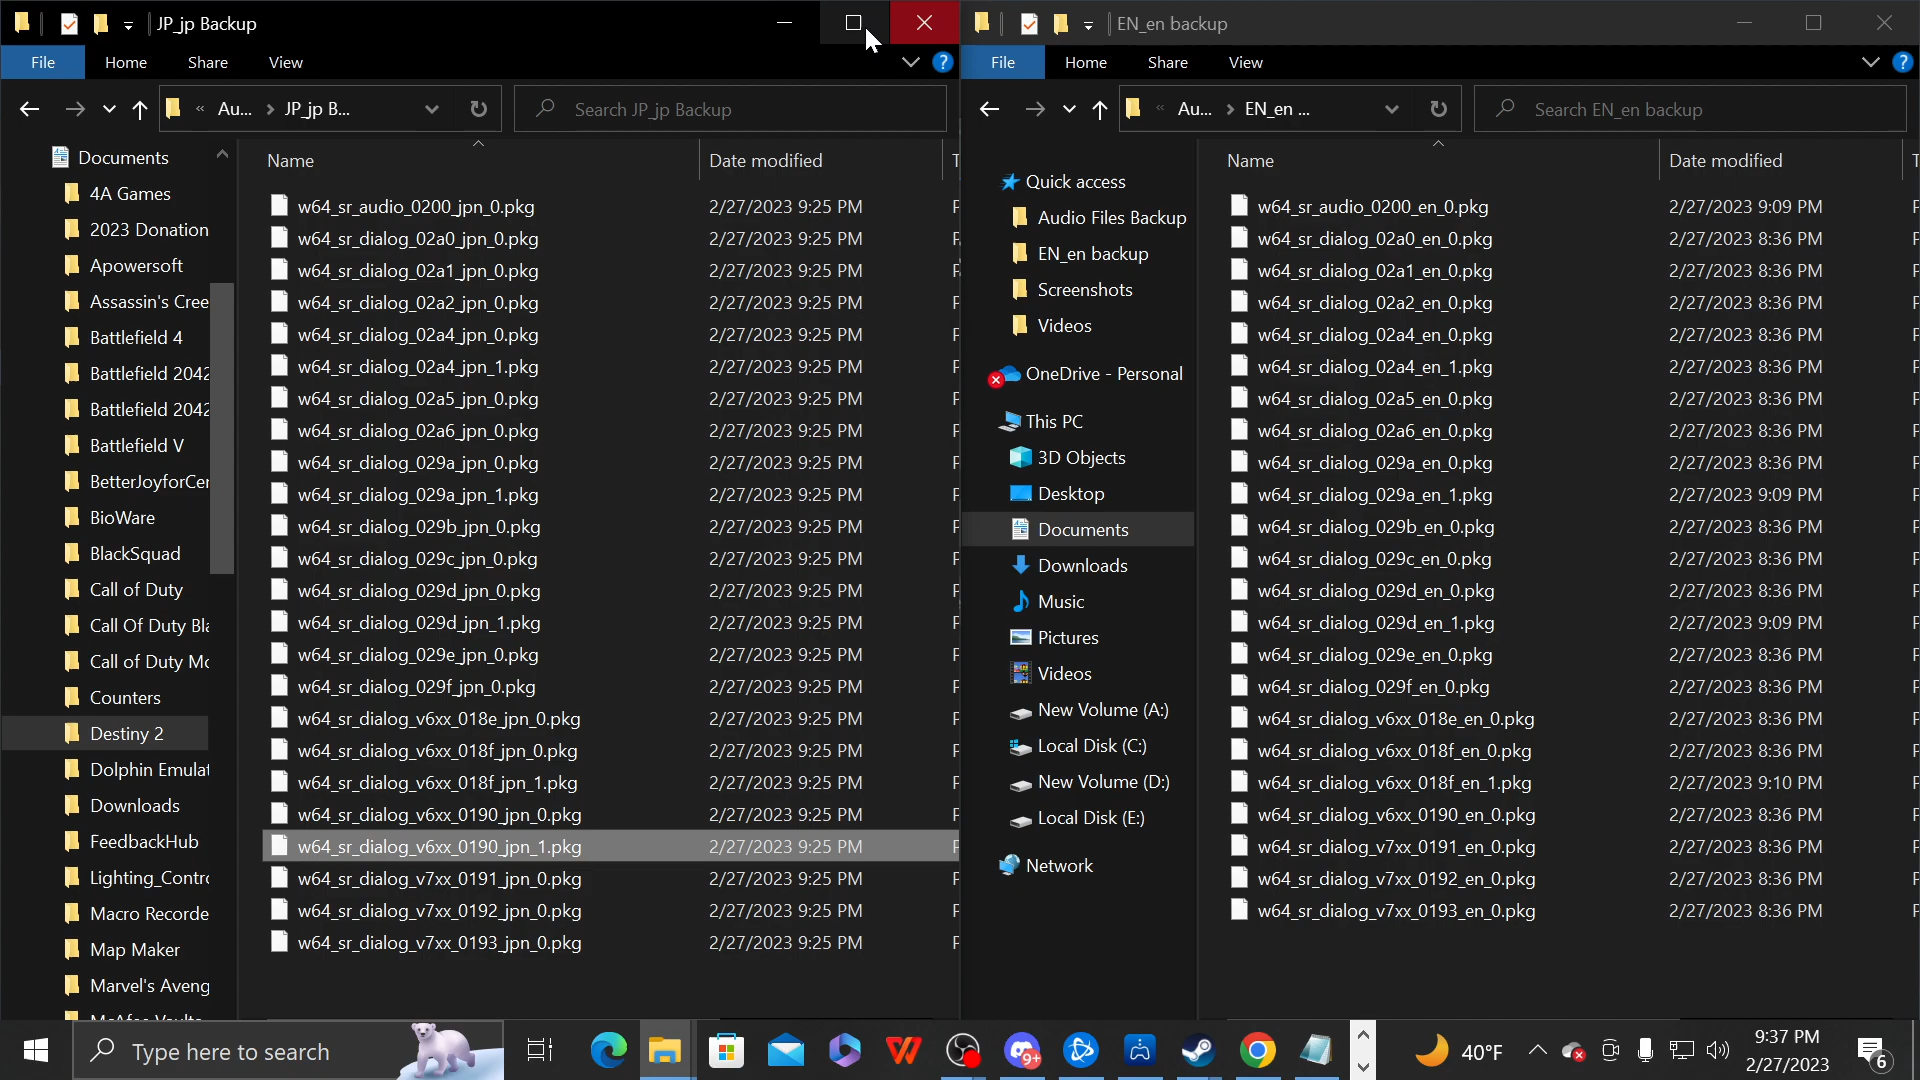 JP_jp Backup
File
Home
Share
View
Au...
JP_jp B...
Search JP_jp Backup
Documents
4A Games
2023 Donation
Apowersoft
Assassin's Cree
Battlefield 4
Battlefield 2042
Battlefield 2042
Battlefield V
BetterJoyforCer
BioWare
BlackSquad
Call of Duty
Call Of Duty Bla
Call of Duty Mo
Counters
Destiny 2
Dolphin Emulat
Downloads
FeedbackHub
Lighting_Contro
Macro Recorde
Map Maker
Marvel's Aveng
Name
Date modified
w64_sr_audio_0200_jpn_0.pkg 2/27/2023 9:25 PM
w64_sr_dialog_02a0_jpn_0.pkg 2/27/2023 9:25 PM
w64_sr_dialog_02a1_jpn_0.pkg 2/27/2023 9:25 PM
w64_sr_dialog_02a2_jpn_0.pkg 2/27/2023 9:25 PM
w64_sr_dialog_02a4_jpn_0.pkg 2/27/2023 9:25 PM
w64_sr_dialog_02a4_jpn_1.pkg 2/27/2023 9:25 PM
w64_sr_dialog_02a5_jpn_0.pkg 2/27/2023 9:25 PM
w64_sr_dialog_02a6_jpn_0.pkg 2/27/2023 9:25 PM
w64_sr_dialog_029a_jpn_0.pkg 2/27/2023 9:25 PM
w64_sr_dialog_029a_jpn_1.pkg 2/27/2023 9:25 PM
w64_sr_dialog_029b_jpn_0.pkg 2/27/2023 9:25 PM
w64_sr_dialog_029c_jpn_0.pkg 2/27/2023 9:25 PM
w64_sr_dialog_029d_jpn_0.pkg 2/27/2023 9:25 PM
w64_sr_dialog_029d_jpn_1.pkg 2/27/2023 9:25 PM
w64_sr_dialog_029e_jpn_0.pkg 2/27/2023 9:25 PM
w64_sr_dialog_029f_jpn_0.pkg 2/27/2023 9:25 PM
w64_sr_dialog_v6xx_018e_jpn_0.pkg 2/27/2023 9:25 PM
w64_sr_dialog_v6xx_018f_jpn_0.pkg 2/27/2023 9:25 PM
w64_sr_dialog_v6xx_018f_jpn_1.pkg 2/27/2023 9:25 PM
w64_sr_dialog_v6xx_0190_jpn_0.pkg 2/27/2023 9:25 PM
w64_sr_dialog_v6xx_0190_jpn_1.pkg 2/27/2023 9:25 PM
w64_sr_dialog_v7xx_0191_jpn_0.pkg 2/27/2023 9:25 PM
w64_sr_dialog_v7xx_0192_jpn_0.pkg 2/27/2023 9:25 PM
w64_sr_dialog_v7xx_0193_jpn_0.pkg 2/27/2023 9:25 PM
EN_en backup
File
Home
Share
View
Au...
EN_en ...
Search EN_en backup
Quick access
Audio Files Backup
EN_en backup
Screenshots
Videos
OneDrive - Personal
This PC
3D Objects
Desktop
Documents
Downloads
Music
Pictures
Videos
New Volume (A:)
Local Disk (C:)
New Volume (D:)
Local Disk (E:)
Network
Name
Date modified
w64_sr_audio_0200_en_0.pkg 2/27/2023 9:09 PM
w64_sr_dialog_02a0_en_0.pkg 2/27/2023 8:36 PM
w64_sr_dialog_02a1_en_0.pkg 2/27/2023 8:36 PM
w64_sr_dialog_02a2_en_0.pkg 2/27/2023 8:36 PM
w64_sr_dialog_02a4_en_0.pkg 2/27/2023 8:36 PM
w64_sr_dialog_02a4_en_1.pkg 2/27/2023 8:36 PM
w64_sr_dialog_02a5_en_0.pkg 2/27/2023 8:36 PM
w64_sr_dialog_02a6_en_0.pkg 2/27/2023 8:36 PM
w64_sr_dialog_029a_en_0.pkg 2/27/2023 8:36 PM
w64_sr_dialog_029a_en_1.pkg 2/27/2023 9:09 PM
w64_sr_dialog_029b_en_0.pkg 2/27/2023 8:36 PM
w64_sr_dialog_029c_en_0.pkg 2/27/2023 8:36 PM
w64_sr_dialog_029d_en_0.pkg 2/27/2023 8:36 PM
w64_sr_dialog_029d_en_1.pkg 2/27/2023 9:09 PM
w64_sr_dialog_029e_en_0.pkg 2/27/2023 8:36 PM
w64_sr_dialog_029f_en_0.pkg 2/27/2023 8:36 PM
w64_sr_dialog_v6xx_018e_en_0.pkg 2/27/2023 8:36 PM
w64_sr_dialog_v6xx_018f_en_0.pkg 2/27/2023 8:36 PM
w64_sr_dialog_v6xx_018f_en_1.pkg 2/27/2023 9:10 PM
w64_sr_dialog_v6xx_0190_en_0.pkg 2/27/2023 8:36 PM
w64_sr_dialog_v7xx_0191_en_0.pkg 2/27/2023 8:36 PM
w64_sr_dialog_v7xx_0192_en_0.pkg 2/27/2023 8:36 PM
w64_sr_dialog_v7xx_0193_en_0.pkg 2/27/2023 8:36 PM
Type here to search
9+
40°F
9:37 PM
2/27/2023
6